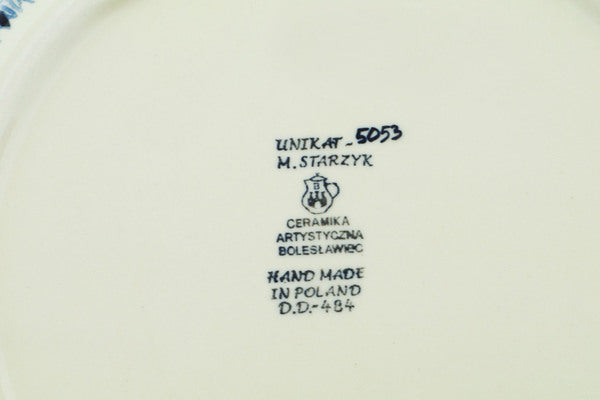 UNIKAT-5053
M. STARZYK
B
CERAMIKA
ARTYSTYCZNA
BOLESŁAWIEC
HAND MADE
IN POLAND
D.D.-484